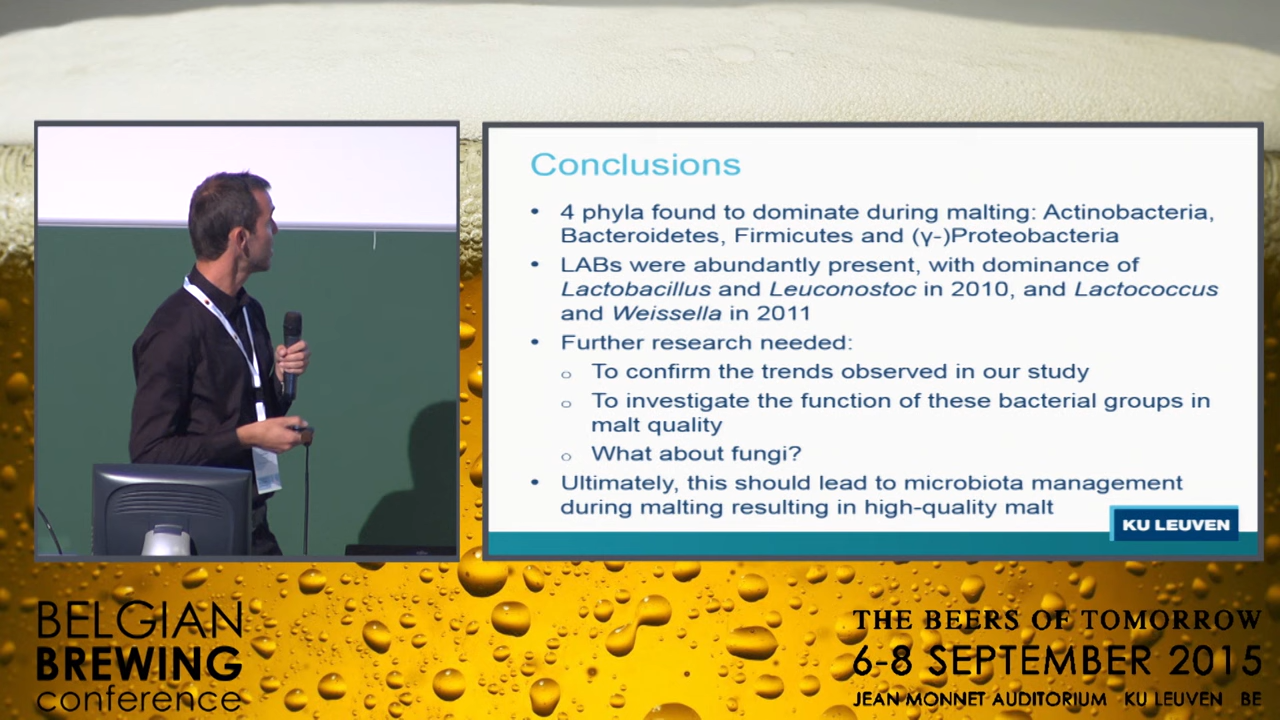 Conclusions
• 4 phyla found to dominate during malting: Actinobacteria,
Bacteroidetes, Firmicutes and (γ-)Proteobacteria
• LABs were abundantly present, with dominance of
Lactobacillus and Leuconostoc in 2010, and Lactococcus
and Weissella in 2011
• Further research needed:
o To confirm the trends observed in our study
o To investigate the function of these bacterial groups in
malt quality
o What about fungi?
• Ultimately, this should lead to microbiota management
during malting resulting in high-quality malt
KU LEUVEN
BELGIAN
BREWING
conference
THE BEERS OF TOMORROW
6-8 SEPTEMBER 2015
JEAN MONNET AUDITORIUM KU LEUVEN BE